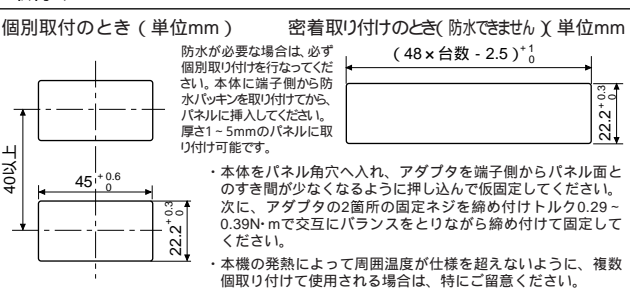 個別取付のとき(単位mm)
密着取り付けのとき(防水できません)(単位mm
防水が必要な場合は、必ず
個別取り付けを行なってくだ
さい。本体に端子側から防
水パッキンを取り付けてから、
パネルに挿入してください。
厚さ1~5mmのパネルに取
り付け可能です。
(48×台数 - 2.5)+1 0
22.2 +0.3 0
40以上
45 +0.6 0
22.2 +0.3 0
・本体をパネル角穴へ入れ、アダプタを端子側からパネル面と
のすき間が少なくなるように押し込んで仮固定してください。
次に、アダプタの2箇所の固定ネジを締め付けトルク0.29~
0.39N・mで交互にバランスをとりながら締め付けて固定して
ください。
・本機の発熱によって周囲温度が仕様を超えないように、複数
個取り付けて使用される場合は、特にご留意ください。